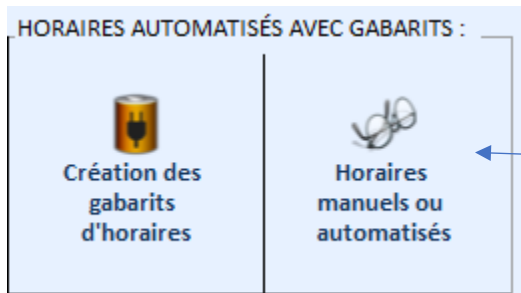 HORAIRES AUTOMATISÉS AVEC GABARITS :
Création des
gabarits
d'horaires
Horaires
manuels ou
automatisés